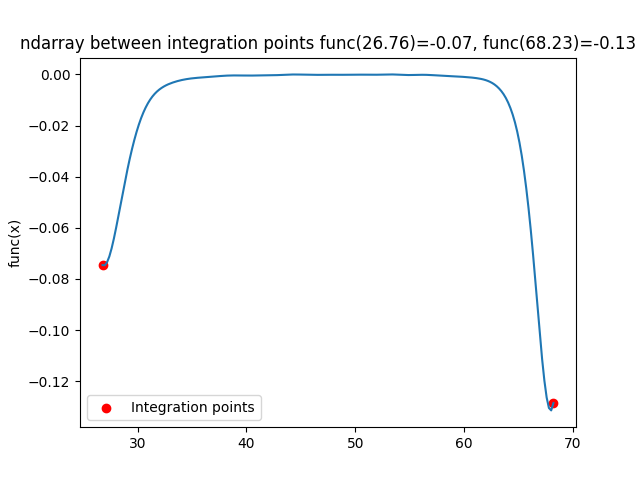 ndarray between integration points func(26.76)=-0.07, func(68.23)=-0.13
0.00
−0.02
−0.04
−0.06
−0.08
−0.10
−0.12
func(x)
Integration points
30 40 50 60 70